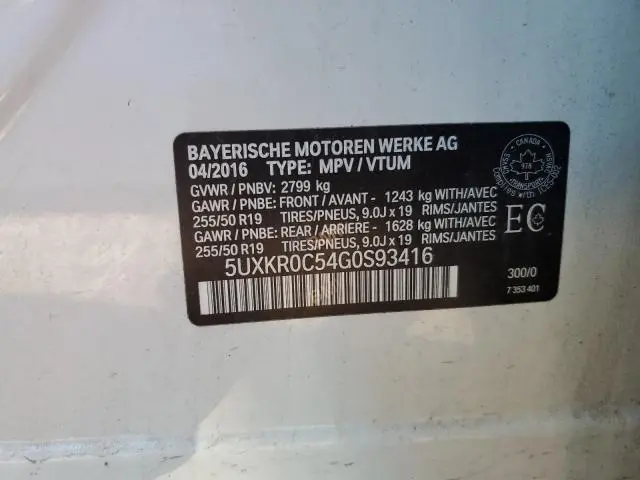 BAYERISCHE MOTOREN WERKE AG
04/2016 TYPE: MPV / VTUM
GVWR / PNBV: 2799 kg
GAWR / PNBE: FRONT / AVANT - 1243 kg WITH/AVEC
255/50 R19 TIRES/PNEUS, 9.0J x 19 RIMS/JANTES
GAWR / PNBE: REAR / ARRIERE - 1628 kg WITH/AVEC
255/50 R19 TIRES/PNEUS, 9.0J x 19 RIMS/JANTES
5UXKR0C54G0S93416
CANADA
978
TRANSPORT
EC
300/0
7 353 401